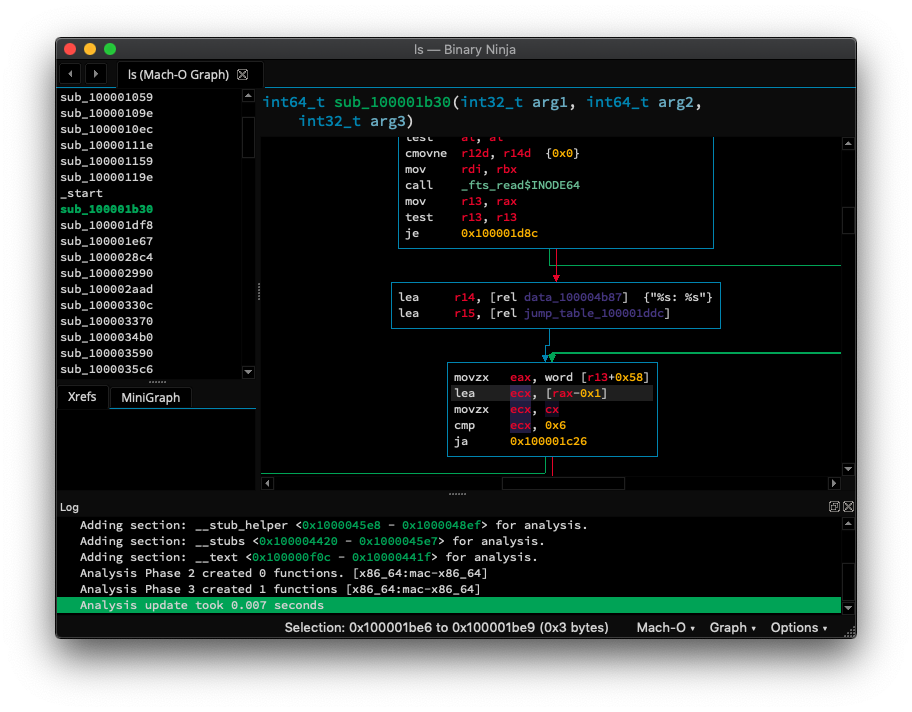 ls — Binary Ninja
ls (Mach-O Graph)
sub_100001059
sub_10000109e
sub_1000010ec
sub_10000111e
sub_100001159
sub_10000119e
_start
sub_100001b30
sub_100001df8
sub_100001e67
sub_1000028c4
sub_100002990
sub_100002aad
sub_10000330c
sub_100003370
sub_1000034b0
sub_100003590
sub_1000035c6
Xrefs MiniGraph
int64_t sub_100001b30(int32_t arg1, int64_t arg2,
int32_t arg3)
test al, al
cmovne r12d, r14d {0x0}
mov rdi, rbx
call _fts_read$INODE64
mov r13, rax
test r13, r13
je 0x100001d8c
lea r14, [rel data_100004b87] {"%s: %s"}
lea r15, [rel jump_table_100001ddc]
movzx eax, word [r13+0x58]
lea ecx, [rax-0x1]
movzx ecx, cx
cmp ecx, 0x6
ja 0x100001c26
Log
Adding section: __stub_helper <0x1000045e8 - 0x1000048ef> for analysis.
Adding section: __stubs <0x100004420 - 0x1000045e7> for analysis.
Adding section: __text <0x100000f0c - 0x10000441f> for analysis.
Analysis Phase 2 created 0 functions. [x86_64:mac-x86_64]
Analysis Phase 3 created 1 functions [x86_64:mac-x86_64]
Analysis update took 0.007 seconds
Selection: 0x100001be6 to 0x100001be9 (0x3 bytes) Mach-O Graph Options